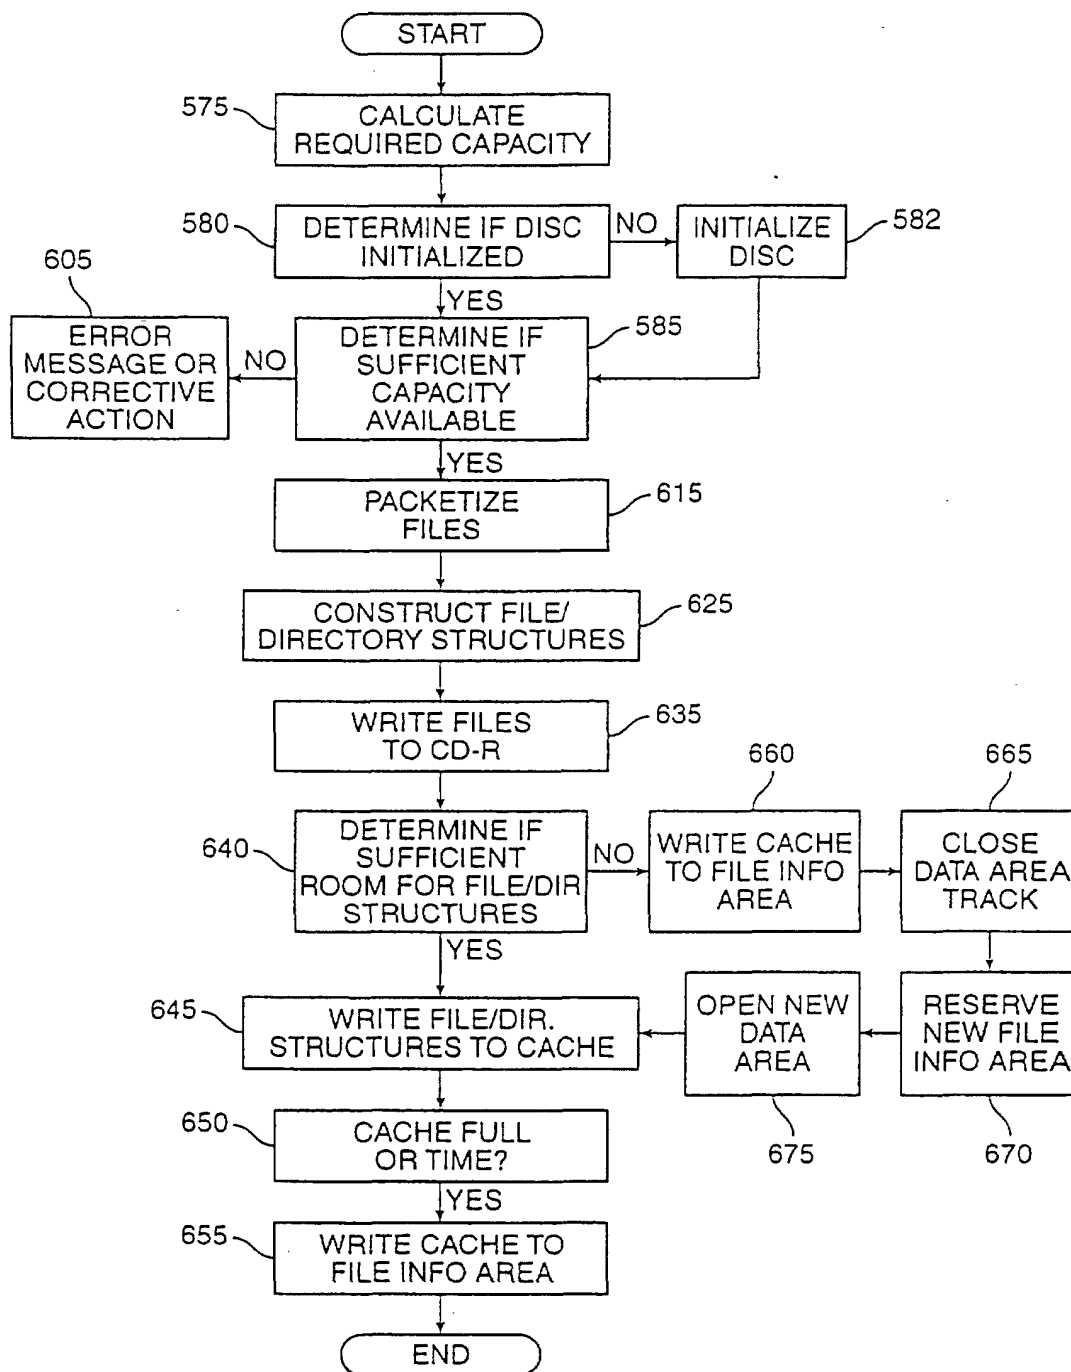 START
575
CALCULATE
REQUIRED CAPACITY
580
DETERMINE IF DISC
INITIALIZED
NO
INITIALIZE
DISC
582
YES
605
ERROR
MESSAGE OR
CORRECTIVE
ACTION
NO
DETERMINE IF
SUFFICIENT
CAPACITY
AVAILABLE
585
YES
PACKETIZE
FILES
615
CONSTRUCT FILE/
DIRECTORY STRUCTURES
625
WRITE FILES
TO CD-R
635
640
DETERMINE IF
SUFFICIENT
ROOM FOR FILE/DIR
STRUCTURES
NO
660
WRITE CACHE
TO FILE INFO
AREA
665
CLOSE
DATA AREA
TRACK
YES
645
WRITE FILE/DIR.
STRUCTURES TO CACHE
OPEN NEW
DATA
AREA
675
RESERVE
NEW FILE
INFO AREA
670
650
CACHE FULL
OR TIME?
YES
655
WRITE CACHE TO
FILE INFO AREA
END